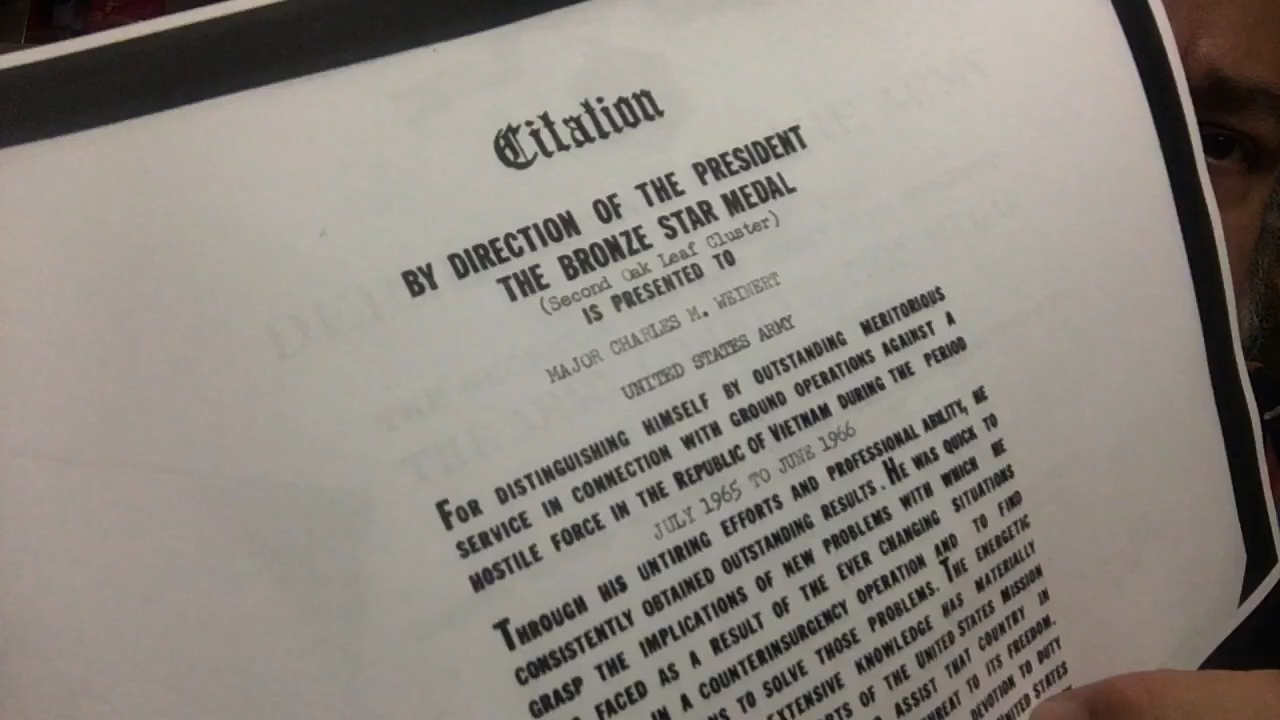 Citation
BY DIRECTION OF THE PRESIDENT
THE BRONZE STAR MEDAL
(Second Oak Leaf Cluster)
IS PRESENTED TO
MAJOR CHARLES M. WEINERT
UNITED STATES ARMY
FOR DISTINGUISHING HIMSELF BY OUTSTANDING MERITORIOUS
SERVICE IN CONNECTION WITH GROUND OPERATIONS AGAINST A
HOSTILE FORCE IN THE REPUBLIC OF VIETNAM DURING THE PERIOD
JULY 1965 TO JUNE 1966
THROUGH HIS UNTIRING EFFORTS AND PROFESSIONAL ABILITY, HE
CONSISTENTLY OBTAINED OUTSTANDING RESULTS. HE WAS QUICK TO
GRASP THE IMPLICATIONS OF NEW PROBLEMS WITH WHICH HE
FACED AS A RESULT OF THE EVER CHANGING SITUATIONS
IN A COUNTERINSURGENCY OPERATION AND TO FIND
TO SOLVE THOSE PROBLEMS. THE ENERGETIC
EXTENSIVE KNOWLEDGE HAS MATERIALLY
OF THE UNITED STATES MISSION
ASSIST THAT COUNTRY IN
THREAT TO ITS FREEDOM.
DEVOTION TO DUTY
UNITED STATES